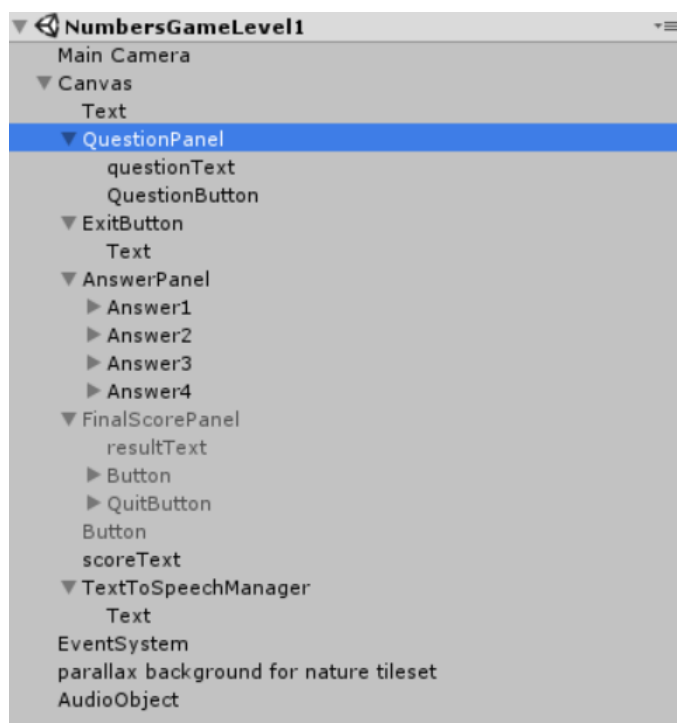 NumbersGameLevel1
Main Camera
Canvas
Text
QuestionPanel
questionText
QuestionButton
ExitButton
Text
AnswerPanel
Answer1
Answer2
Answer3
Answer4
FinalScorePanel
resultText
Button
QuitButton
Button
scoreText
TextToSpeechManager
Text
EventSystem
parallax background for nature tileset
AudioObject